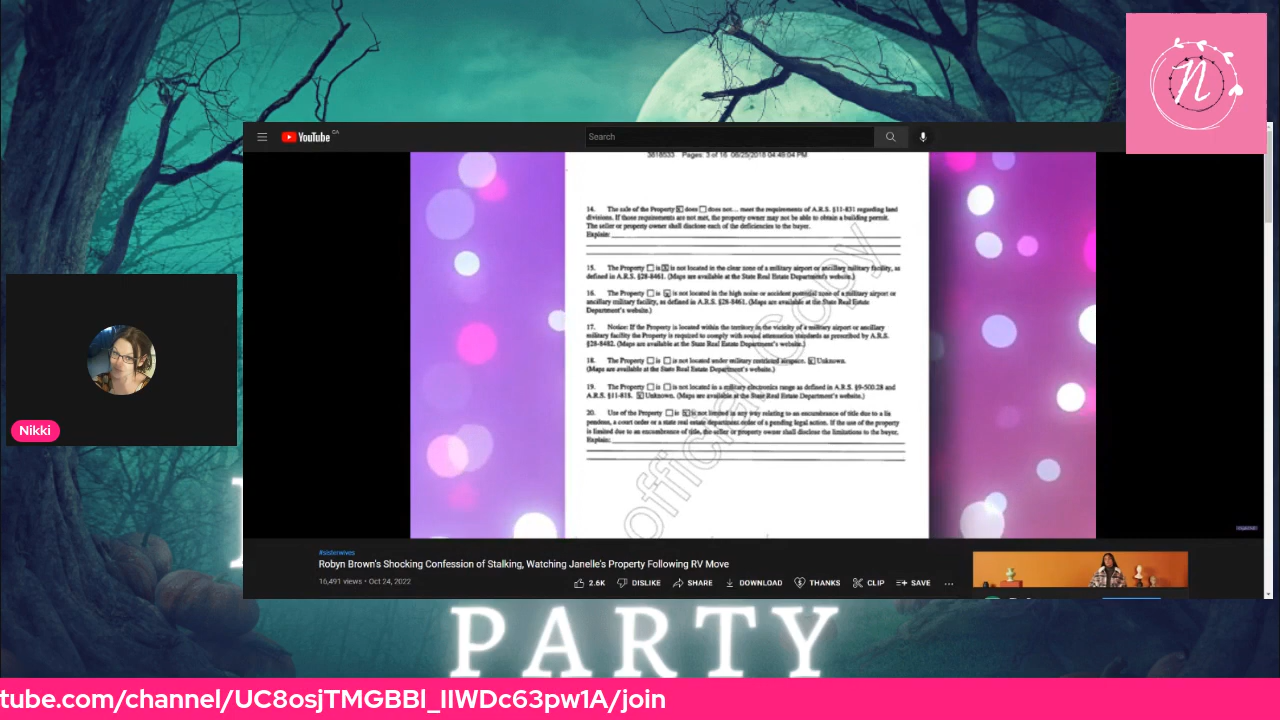 N
YouTube CA
Search
3818533 Pages: 3 of 16 06/25/2018 04:49:04 PM
14. The sale of the Property ☒ does ☐ does not... meet the requirements of A.R.S. §11-831 regarding land
divisions. If those requirements are not met, the property owner may not be able to obtain a building permit.
The seller or property owner shall disclose each of the deficiencies to the buyer.
Explain:
15. The Property ☐ is ☒ is not located in the clear zone of a military airport or ancillary military facility, as
defined in A.R.S. §28-8461. (Maps are available at the State Real Estate Department's website.)
16. The Property ☐ is ☒ is not located in the high noise or accident potential zone of a military airport or
ancillary military facility, as defined in A.R.S. §28-8461. (Maps are available at the State Real Estate
Department's website.)
17. Notice: If the Property is located within the territory in the vicinity of a military airport or ancillary
military facility the Property is required to comply with sound attenuation standards as prescribed by A.R.S.
§28-8482. (Maps are available at the State Real Estate Department's website.)
18. The Property ☐ is ☐ is not located under military restricted airspace. ☒ Unknown.
(Maps are available at the State Real Estate Department's website.)
19. The Property ☐ is ☐ is not located in a military electronics range as defined in A.R.S. §9-500.28 and
A.R.S. §11-818. ☒ Unknown. (Maps are available at the State Real Estate Department's website.)
20. Use of the Property ☐ is ☒ is not limited in any way relating to an encumbrance of title due to a lis
pendens, a court order or a state real estate department order of a pending legal action. If the use of the property
is limited due to an encumbrance of title, the seller or property owner shall disclose the limitations to the buyer.
Explain:
official Copy
Nikki
#sisterwives
Robyn Brown's Shocking Confession of Stalking, Watching Janelle's Property Following RV Move
16,491 views • Oct 24, 2022
2.6K DISLIKE SHARE DOWNLOAD THANKS CLIP SAVE ...
PARTY
tube.com/channel/UC8osjTMGBBl_IIWDc63pw1A/join